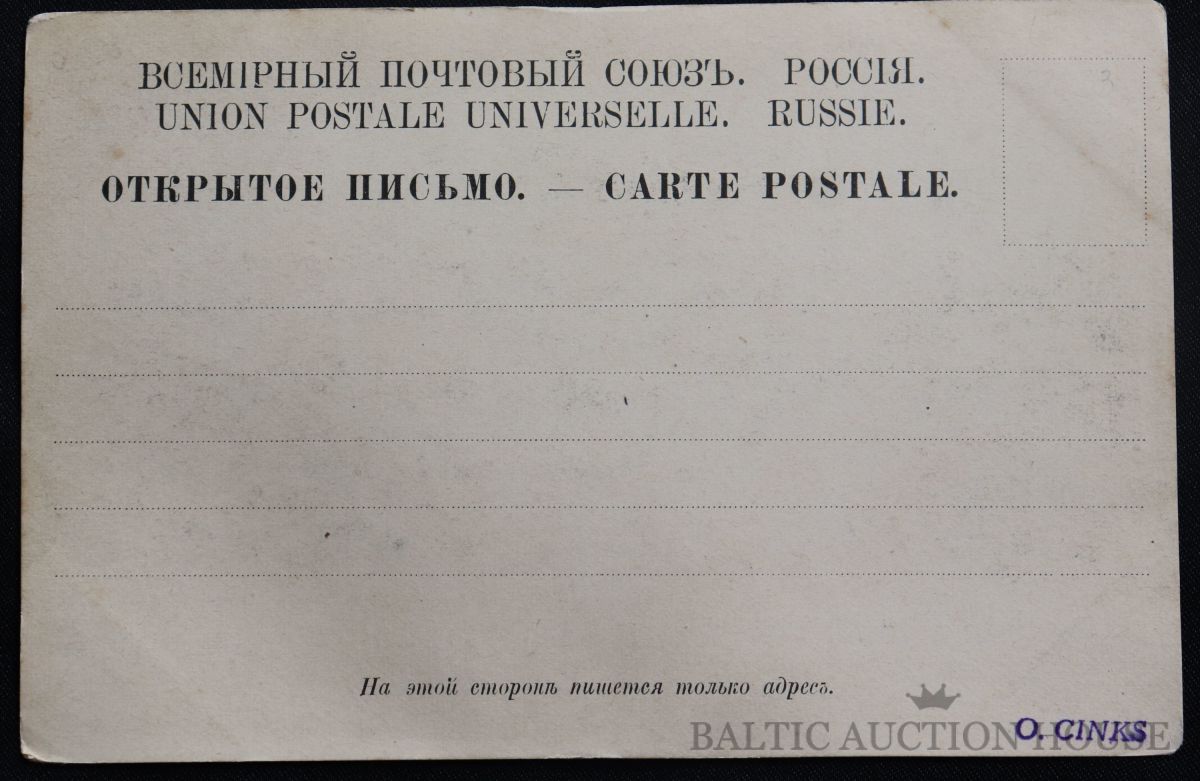 ВСЕМІРНЫЙ ПОЧТОВЫЙ СОЮЗЪ. РОССІЯ.
UNION POSTALE UNIVERSELLE. RUSSIE.
ОТКРЫТОЕ ПИСЬМО. — CARTE POSTALE.
3
На этой сторонѣ пишется только адресъ.
BALTIC AUCTION HOUSE
O. CINKS